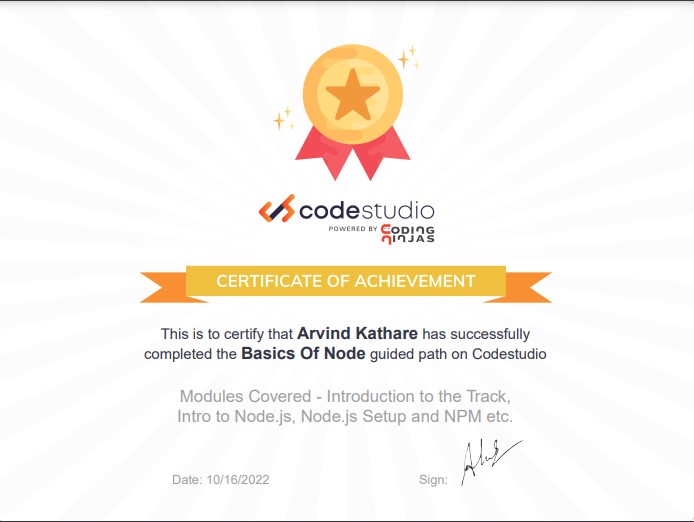 codestudio
POWERED BY CODING NINJAS
CERTIFICATE OF ACHIEVEMENT
This is to certify that Arvind Kathare has successfully
completed the Basics Of Node guided path on Codestudio
Modules Covered - Introduction to the Track,
Intro to Node.js, Node.js Setup and NPM etc.
Date: 10/16/2022 Sign: